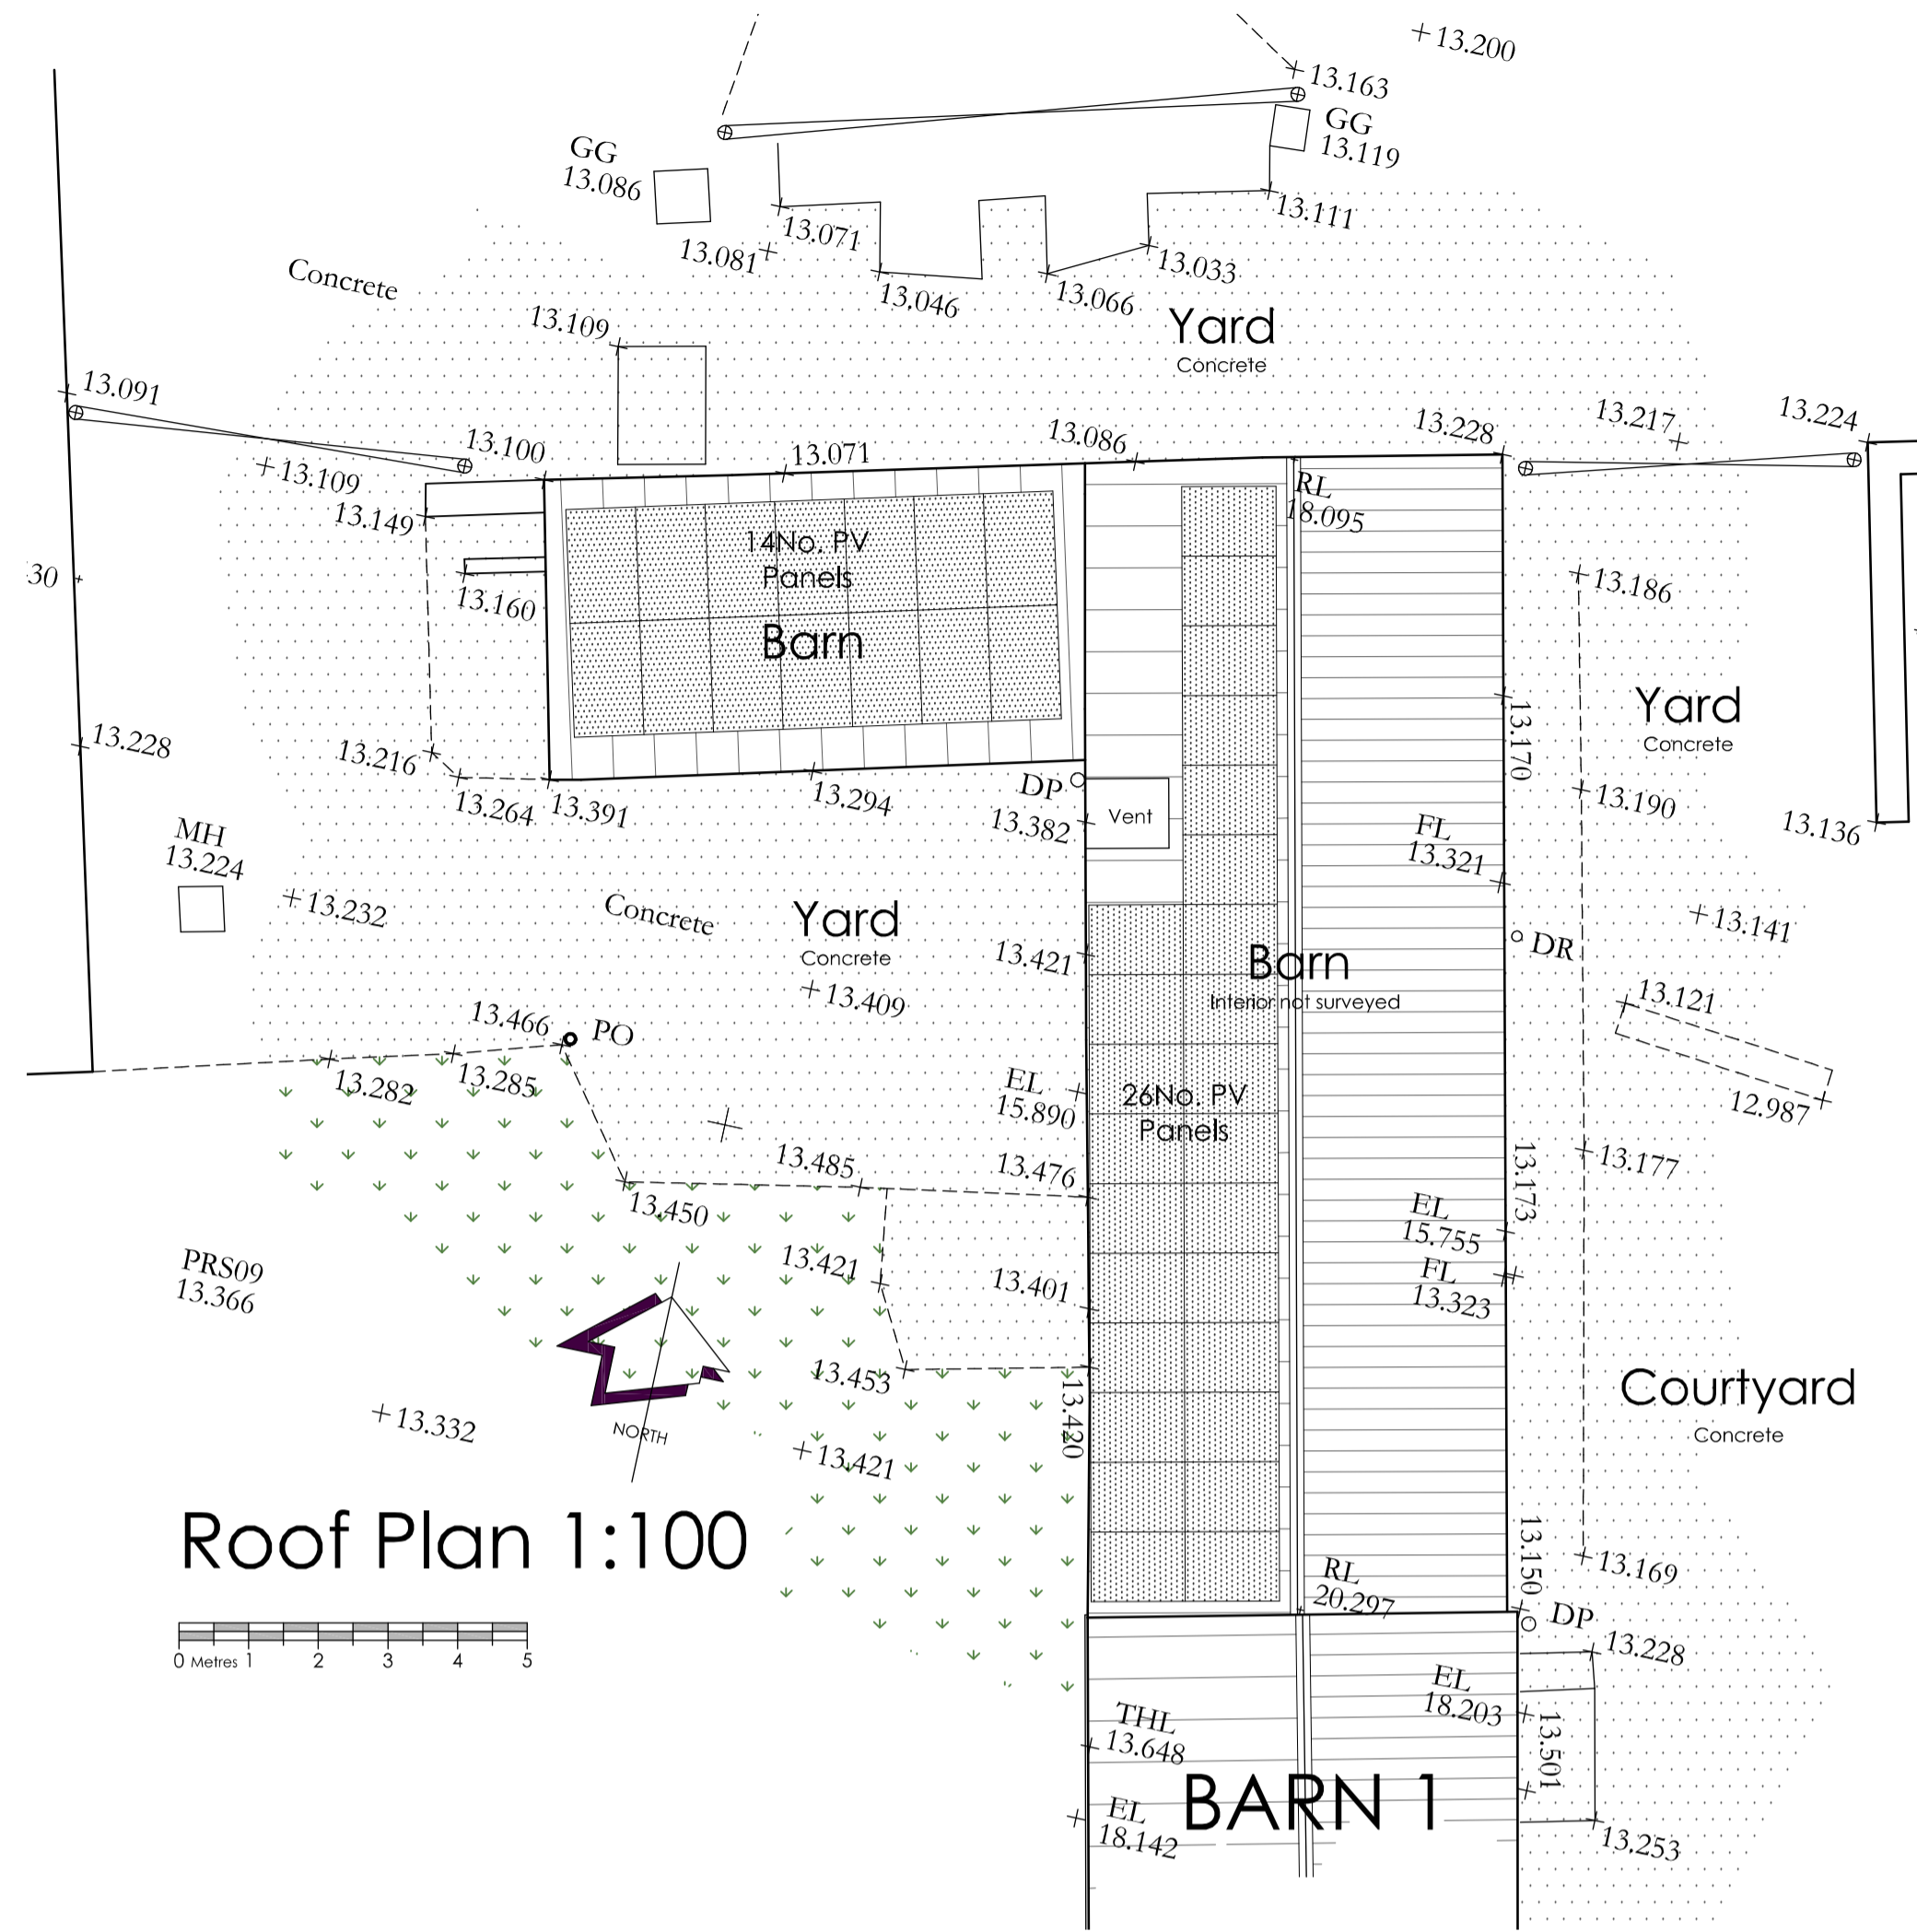 13.200
13.163
GG
13.119
GG
13.086
13.071
13.081
13.111
13.033
13.046
13.066
Concrete
13.109
Yard
Concrete
13.091
13.100
13.071
13.086
13.228
13.217
13.224
13.109
13.149
RL
18.095
14No. PV
Panels
30
13.160
13.186
Barn
Yard
Concrete
13.170
13.228
13.216
13.264
13.391
13.294
DP
13.382
Vent
13.190
13.136
FL
13.321
MH
13.224
13.232
Concrete
Yard
Concrete
13.421
Barn
Interior not surveyed
DR
13.141
13.409
13.121
13.466
PO
13.282
13.285
EL
15.890
26No. PV
Panels
12.987
13.485
13.476
13.173
13.177
13.450
EL
15.755
PRS09
13.366
13.421
13.401
FL
13.323
13.453
13.420
Courtyard
Concrete
13.332
NORTH
13.421
Roof Plan 1:100
13.150
13.169
RL
20.297
DP
13.228
0 Metres 1 2 3 4 5
EL
18.203
13.501
THL
13.648
BARN 1
EL
18.142
13.253